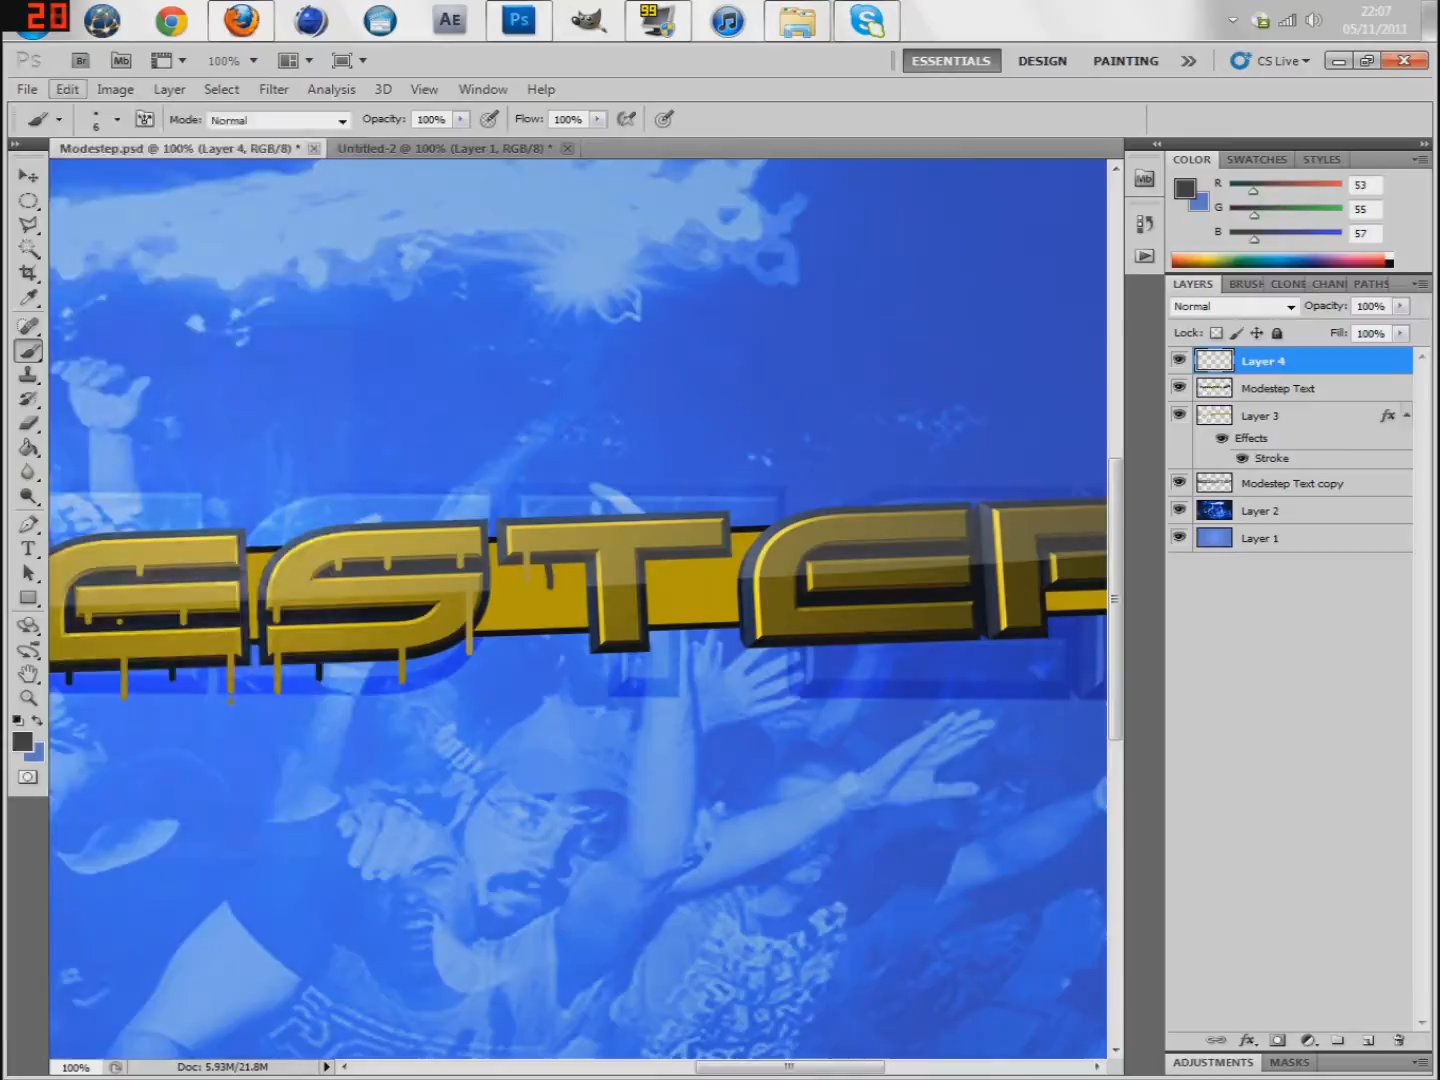 20
AE
Ps
99
22:07
05/11/2011
Ps
Br
Mb
100%
ESSENTIALS
DESIGN
PAINTING
CS Live
File
Edit
Image
Layer
Select
Filter
Analysis
3D
View
Window
Help
6
Mode: Normal
Opacity: 100%
Flow: 100%
Modestep.psd @ 100% (Layer 4, RGB/8) *
Untitled-2 @ 100% (Layer 1, RGB/8) *
Mb
COLOR
SWATCHES
STYLES
R
53
G
55
B
57
LAYERS
BRUSH
CLONE
CHAN
PATHS
Normal
Opacity: 100%
Lock:
Fill: 100%
Layer 4
Modestep Text
Layer 3
fx
Effects
Stroke
Modestep Text copy
Layer 2
Layer 1
T
ESTEP
100%
Doc: 5.93M/21.8M
fx
ADJUSTMENTS
MASKS